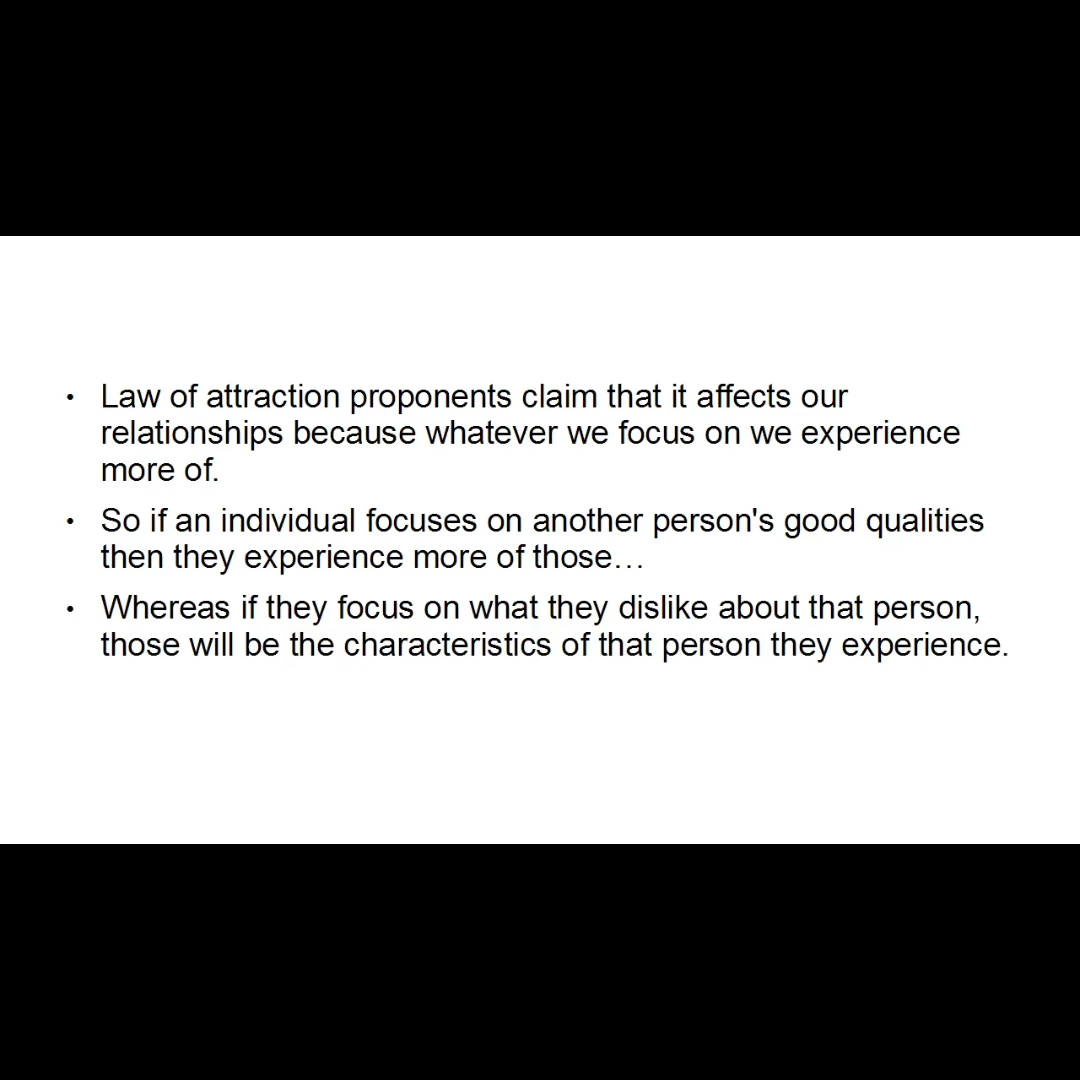 • Law of attraction proponents claim that it affects our
relationships because whatever we focus on we experience
more of.
• So if an individual focuses on another person's good qualities
then they experience more of those…
• Whereas if they focus on what they dislike about that person,
those will be the characteristics of that person they experience.